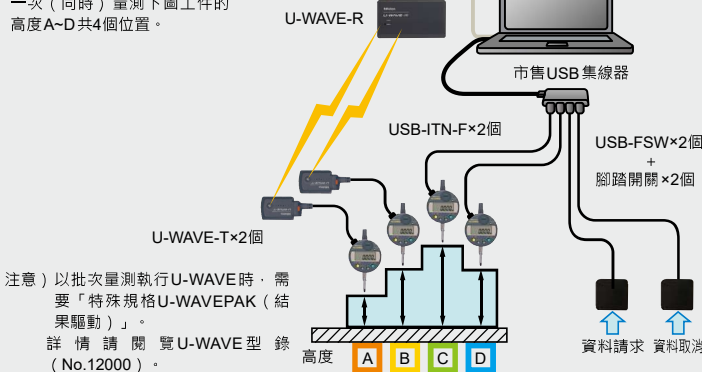 一次（同時）量測下圖工件的
高度A~D共4個位置。
U-WAVE-R
市售USB集線器
USB-ITN-F×2個
USB-FSW×2個
+
腳踏開關×2個
U-WAVE-T×2個
注意）以批次量測執行U-WAVE時，需
要「特殊規格U-WAVEPAK（結
果驅動）」。
詳情請閱覽U-WAVE型錄
（No.12000）。
高度
A B C D
資料請求 資料取消